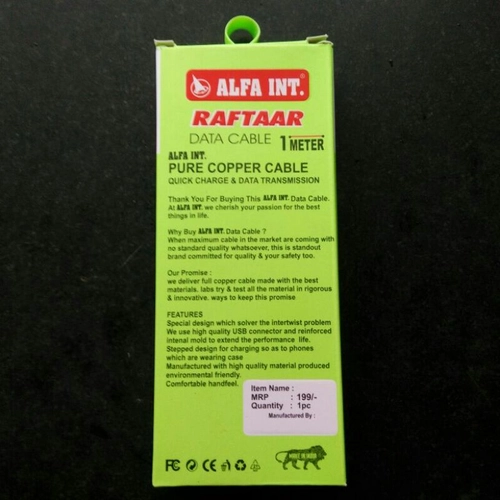 ALFA INT.
RAFTAAR
DATA CABLE 1 METER
ALFA INT.
PURE COPPER CABLE
QUICK CHARGE & DATA TRANSMISSION
Thank You For Buying This ALFA INT. Data Cable.
At ALFA INT. we cherish your passion for the best
things in life.
Why Buy ALFA INT. Data Cable ?
When maximum cable in the market are coming with
no standard quality whatsoever, this is standout
brand committed for quality & your safety too.
Our Promise :
we deliver full copper cable made with the best
materials. labs try & test all the material in rigorous
& innovative. ways to keep this promise
FEATURES
Special design which solver the intertwist problem
We use high quality USB connector and reinforced
intenal mold to extend the performance life.
Stepped design for charging so as to phones
which are wearing case
Manufactured with high quality material produced
environmental friendly.
Comfortable handfeel.
Item Name :
MRP : 199/-
Quantity : 1pc
Manufactured By :
FC CE
MAKE IN INDIA